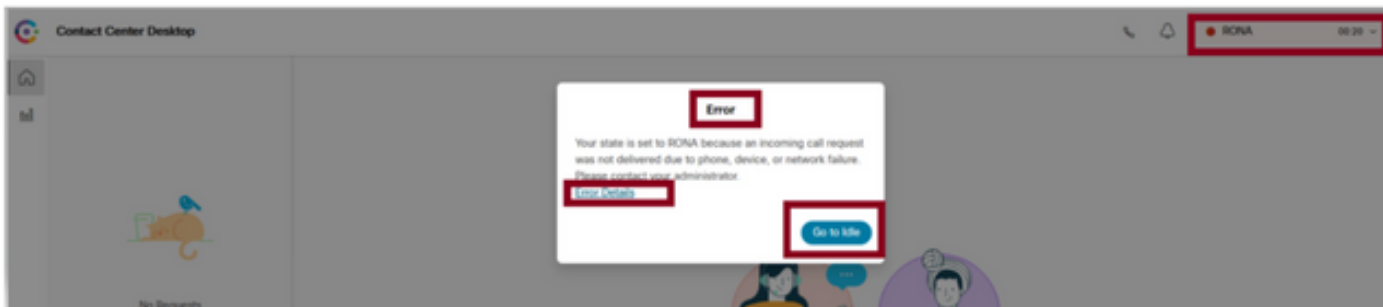 Contact Center Desktop
RONA 00:20
Error
Your state is set to RONA because an incoming call request
was not delivered due to phone, device, or network failure.
Please contact your administrator.
Error Details
Go to Idle
No Requests